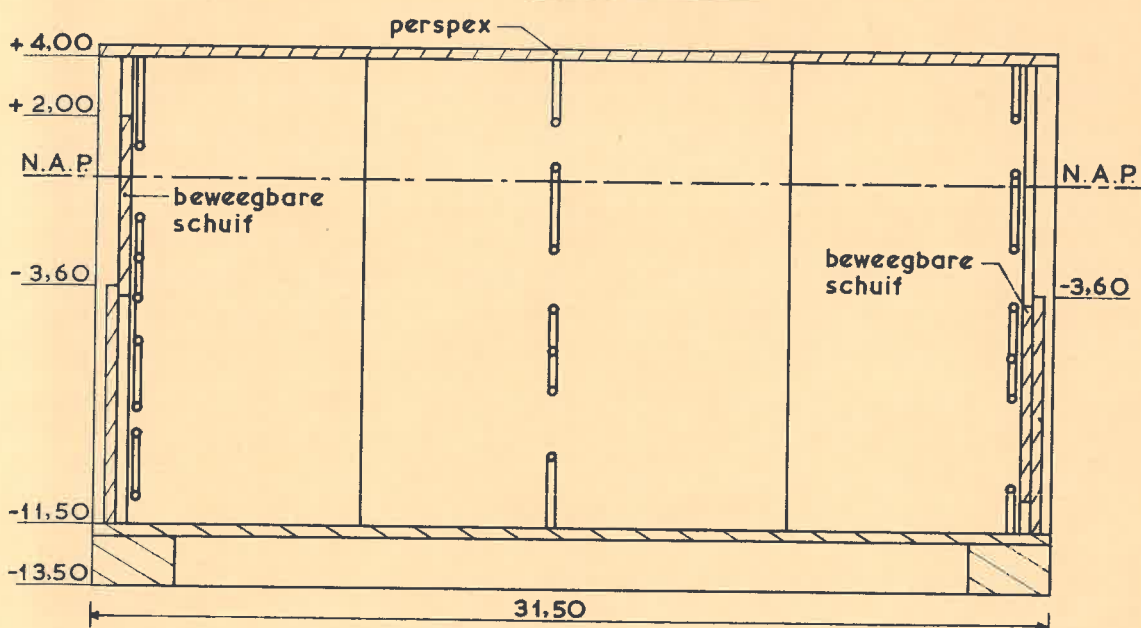 perspex
+4,00
+2,00
N.A.P.
N.A.P.
beweegbare
schuif
-3,60
beweegbare
schuif
-3,60
-11,50
-13,50
31,50